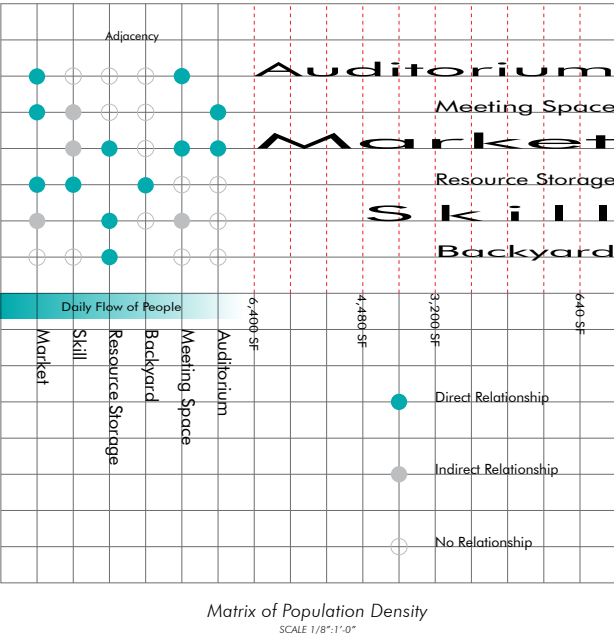 Adjacency
Auditorium
Meeting Space
Market
Resource Storage
Skill
Backyard
Daily Flow of People
6,400 SF
4,480 SF
3,200 SF
640 SF
Market
Skill
Resource Storage
Backyard
Meeting Space
Auditorium
Direct Relationship
Indirect Relationship
No Relationship
Matrix of Population Density
SCALE 1/8":1'-0"